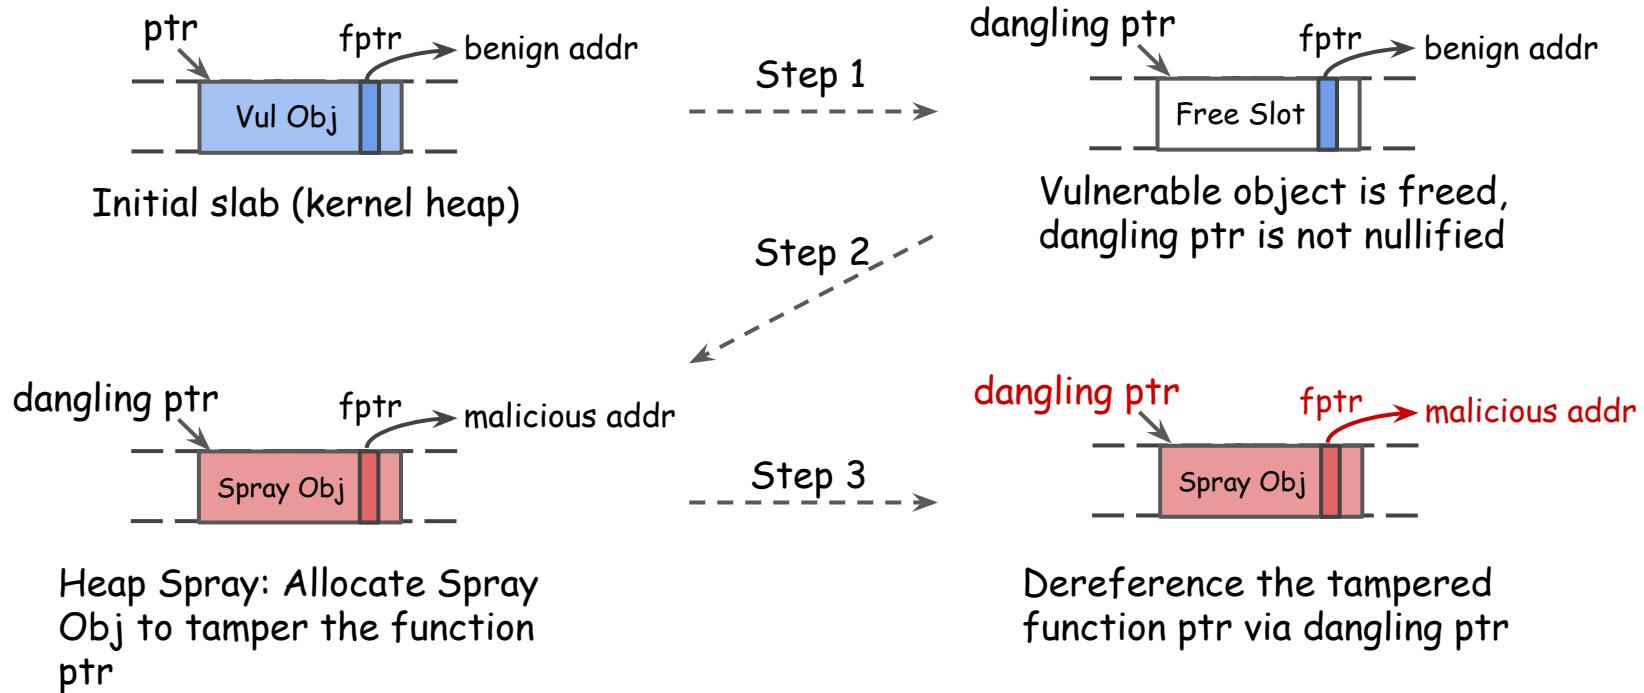 ptr
fptr
benign addr
Vul Obj
Initial slab (kernel heap)
Step 1
dangling ptr
fptr
benign addr
Free Slot
Vulnerable object is freed,
dangling ptr is not nullified
Step 2
dangling ptr
fptr
malicious addr
Spray Obj
Heap Spray: Allocate Spray
Obj to tamper the function
ptr
Step 3
dangling ptr
fptr
malicious addr
Spray Obj
Dereference the tampered
function ptr via dangling ptr